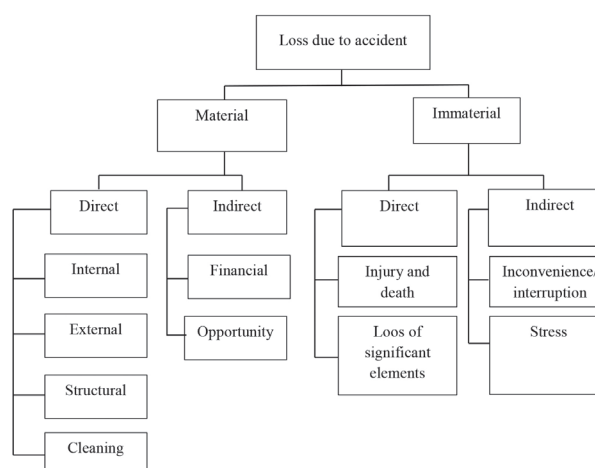 Loss due to accident
Material
Immaterial
Direct
Indirect
Direct
Indirect
Internal
Financial
Injury and
death
Inconvenience/
interruption
External
Opportunity
Loos of
significant
elements
Stress
Structural
Cleaning